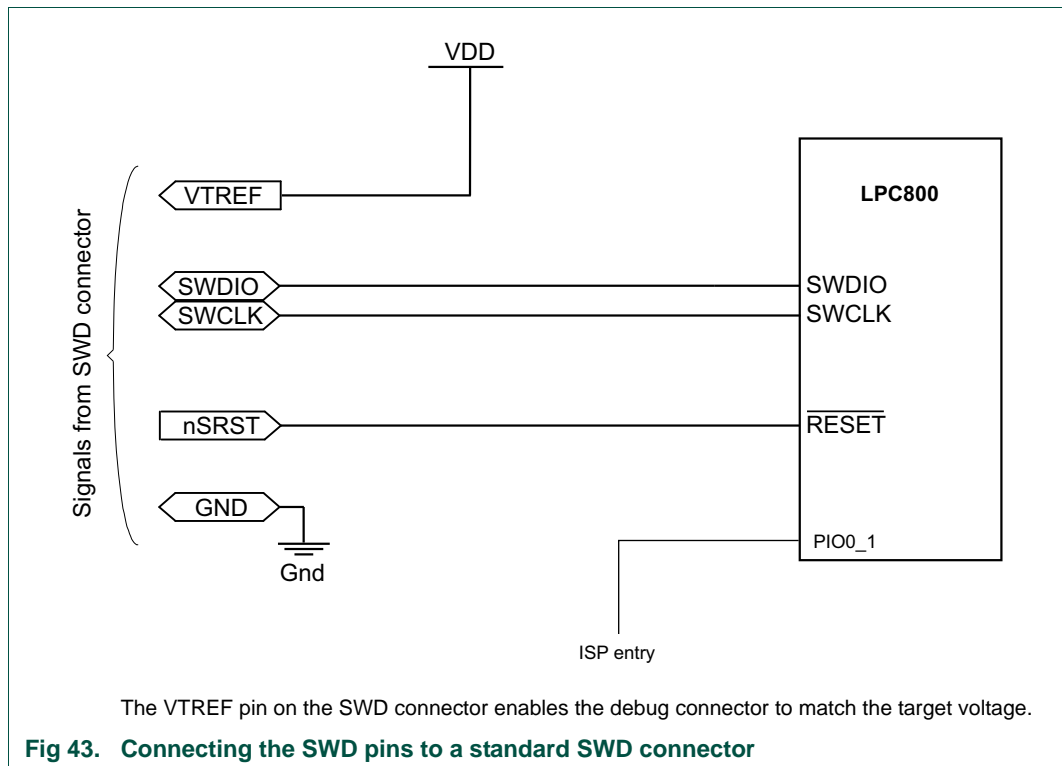 VDD
VTREF
LPC800
Signals from SWD connector
SWDIO
SWDIO
SWCLK
SWCLK
nSRST
RESET
GND
Gnd
PIO0_1
ISP entry
The VTREF pin on the SWD connector enables the debug connector to match the target voltage.
Fig 43. Connecting the SWD pins to a standard SWD connector